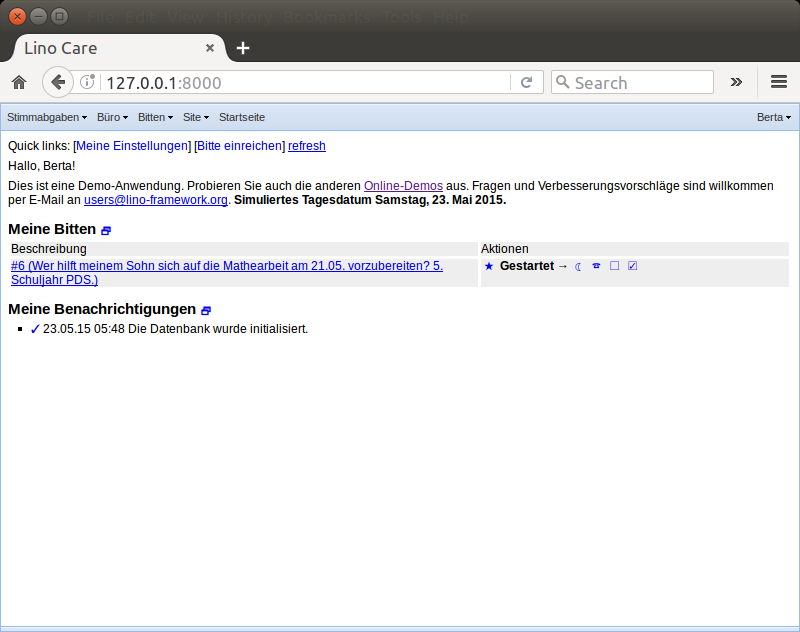 File Edit View History Bookmarks Tools Help
Lino Care
127.0.0.1:8000
Search
Stimmabgaben Büro Bitten Site Startseite Berta
Quick links: [Meine Einstellungen] [Bitte einreichen] refresh
Hallo, Berta!
Dies ist eine Demo-Anwendung. Probieren Sie auch die anderen Online-Demos aus. Fragen und Verbesserungsvorschläge sind willkommen
per E-Mail an users@lino-framework.org. Simuliertes Tagesdatum Samstag, 23. Mai 2015.
Meine Bitten
Beschreibung Aktionen
#6 (Wer hilft meinem Sohn sich auf die Mathearbeit am 21.05. vorzubereiten? 5.
Schuljahr PDS.)
★ Gestartet → ☾ ☎ ☐ ☑
Meine Benachrichtigungen
✓ 23.05.15 05:48 Die Datenbank wurde initialisiert.